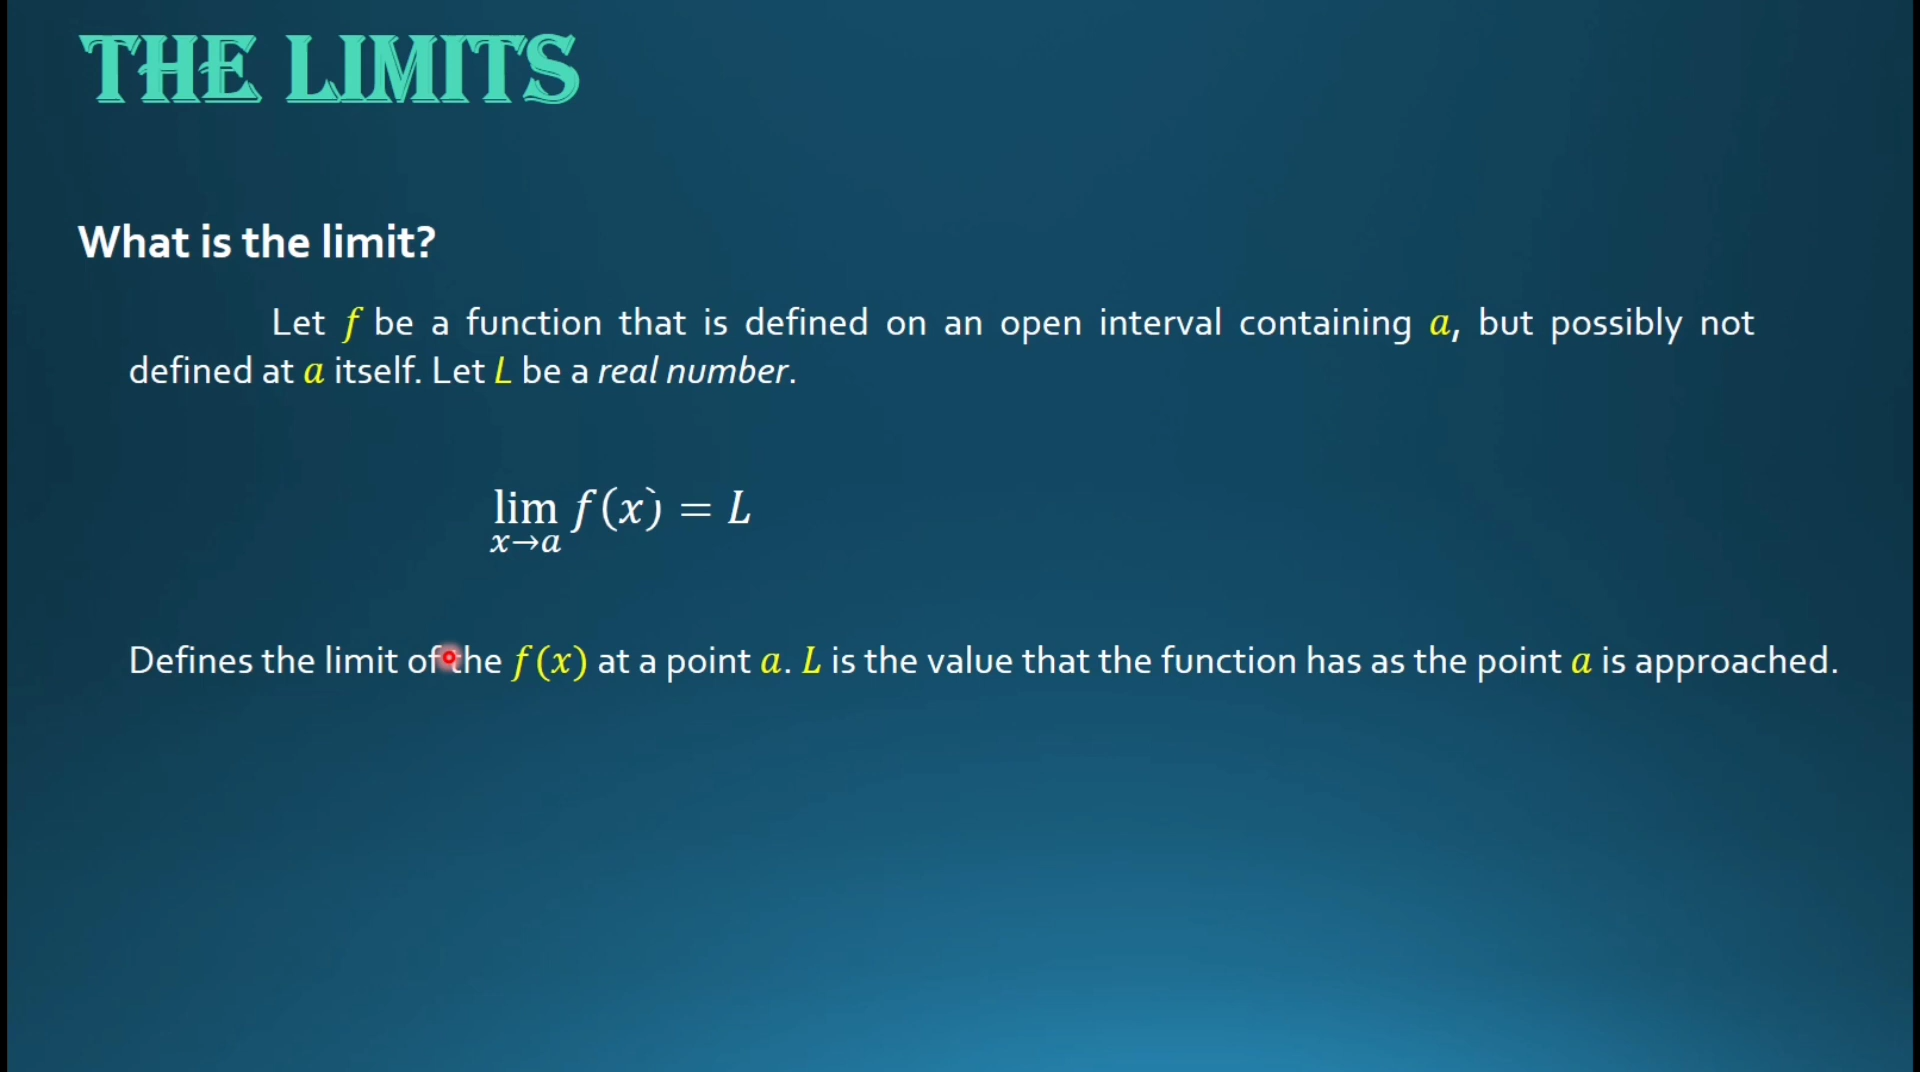 THE LIMITS
What is the limit?
Let f be a function that is defined on an open interval containing a, but possibly not
defined at a itself. Let L be a real number.
lim f(x) = L
x→a
Defines the limit of the f(x) at a point a. L is the value that the function has as the point a is approached.